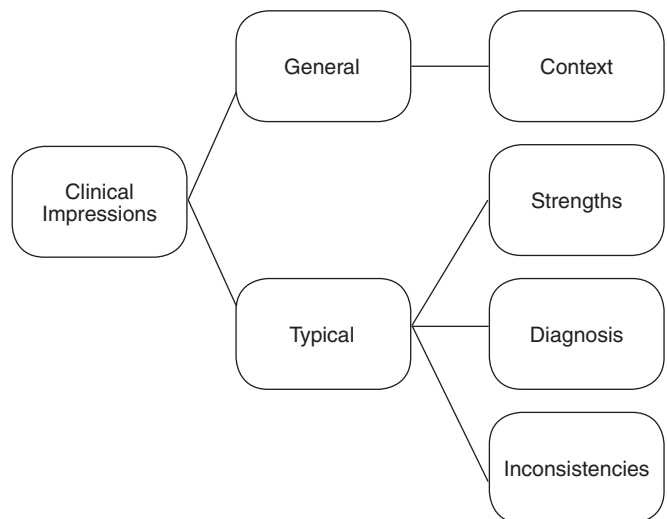 General
Context
Clinical
Impressions
Strengths
Typical
Diagnosis
Inconsistencies